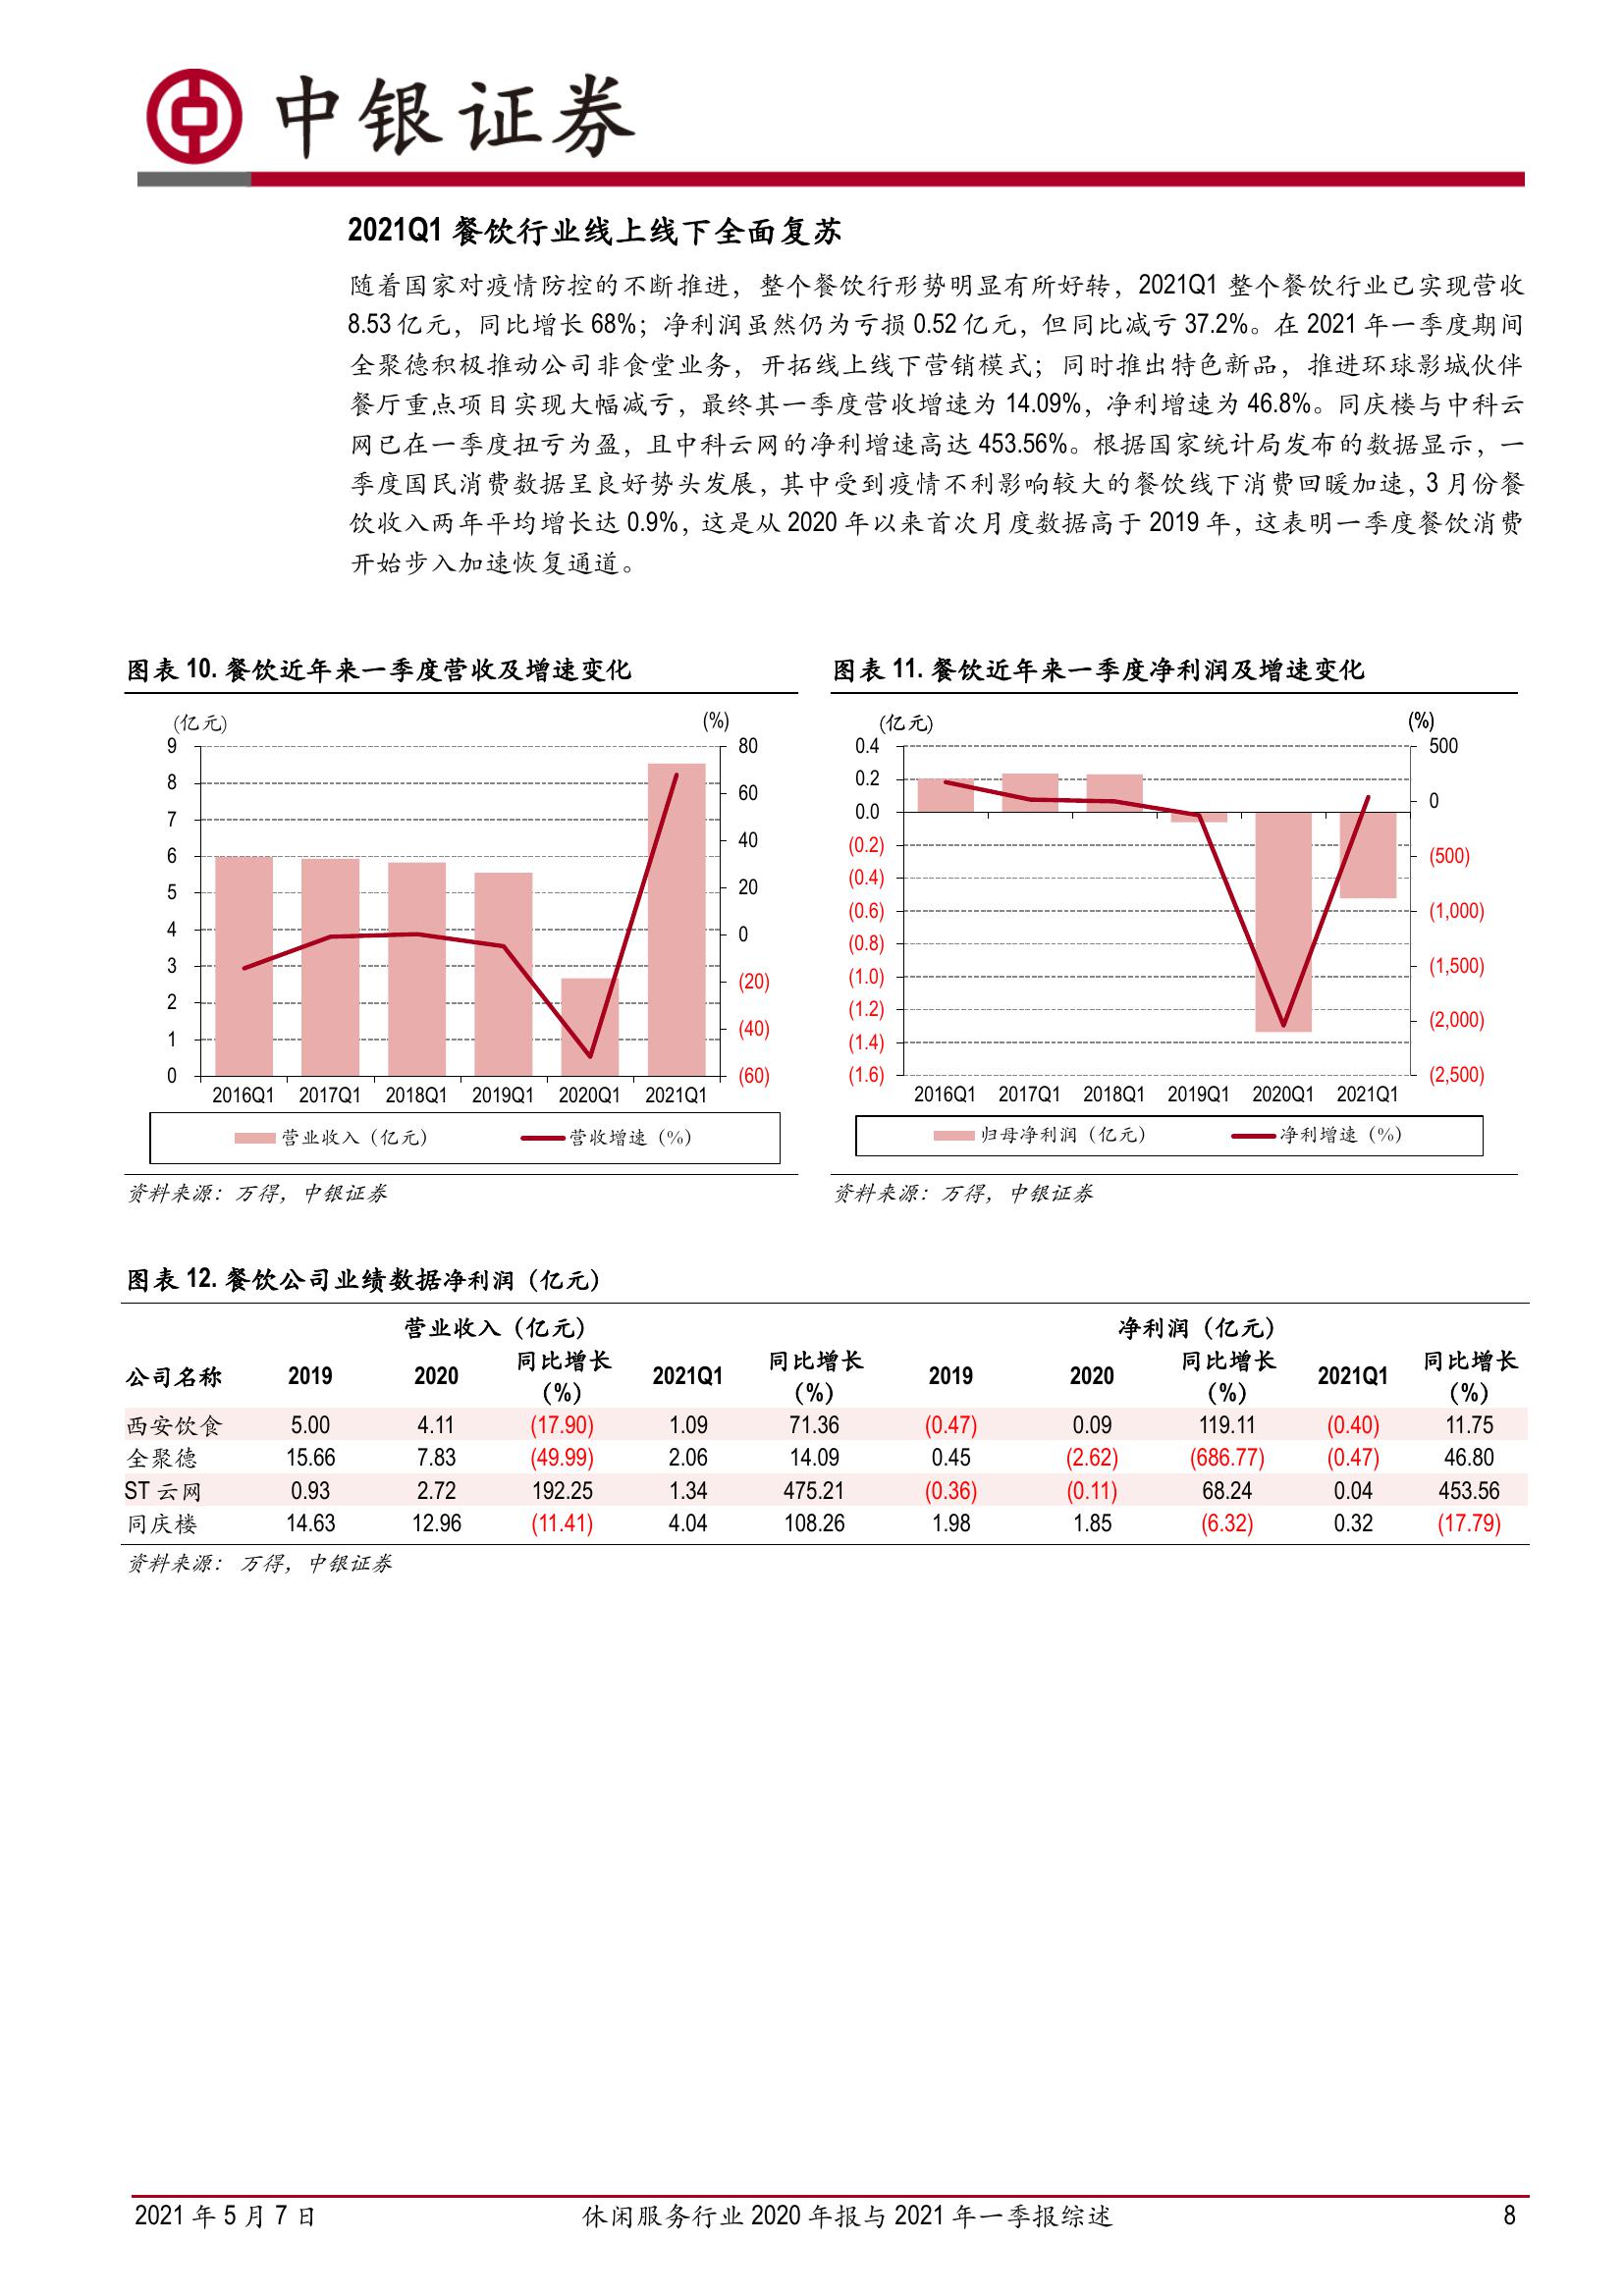 中银证券
2021Q1 餐饮行业线上线下全面复苏
随着国家对疫情防控的不断推进，整个餐饮行形势明显有所好转，2021Q1 整个餐饮行业已实现营收
8.53 亿元，同比增长 68%；净利润虽然仍为亏损 0.52 亿元，但同比减亏 37.2%。在 2021 年一季度期间
全聚德积极推动公司非食堂业务，开拓线上线下营销模式；同时推出特色新品，推进环球影城伙伴
餐厅重点项目实现大幅减亏，最终其一季度营收增速为 14.09%，净利增速为 46.8%。同庆楼与中科云
网已在一季度扭亏为盈，且中科云网的净利增速高达 453.56%。根据国家统计局发布的数据显示，一
季度国民消费数据呈良好势头发展，其中受到疫情不利影响较大的餐饮线下消费回暖加速，3 月份餐
饮收入两年平均增长达 0.9%，这是从 2020 年以来首次月度数据高于 2019 年，这表明一季度餐饮消费
开始步入加速恢复通道。
图表 10. 餐饮近年来一季度营收及增速变化
(亿元) (%)
9 80
8
60
7
40
6
20
5
4 0
3
(20)
2
(40)
1
0 (60)
2016Q1 2017Q1 2018Q1 2019Q1 2020Q1 2021Q1
营业收入（亿元） 营收增速（%）
资料来源：万得，中银证券
图表 11. 餐饮近年来一季度净利润及增速变化
(亿元) (%)
0.4 500
0.2
0
0.0
(0.2) (500)
(0.4)
(0.6) (1,000)
(0.8)
(1,500)
(1.0)
(1.2) (2,000)
(1.4)
(1.6) (2,500)
2016Q1 2017Q1 2018Q1 2019Q1 2020Q1 2021Q1
归母净利润（亿元） 净利增速（%）
资料来源：万得，中银证券
图表 12. 餐饮公司业绩数据净利润（亿元）
营业收入（亿元） 净利润（亿元）
公司名称 2019 2020 同比增长（%） 2021Q1 同比增长（%） 2019 2020 同比增长（%） 2021Q1 同比增长（%）
西安饮食 5.00 4.11 (17.90) 1.09 71.36 (0.47) 0.09 119.11 (0.40) 11.75
全聚德 15.66 7.83 (49.99) 2.06 14.09 0.45 (2.62) (686.77) (0.47) 46.80
ST 云网 0.93 2.72 192.25 1.34 475.21 (0.36) (0.11) 68.24 0.04 453.56
同庆楼 14.63 12.96 (11.41) 4.04 108.26 1.98 1.85 (6.32) 0.32 (17.79)
资料来源： 万得，中银证券
2021 年 5 月 7 日 休闲服务行业 2020 年报与 2021 年一季报综述 8